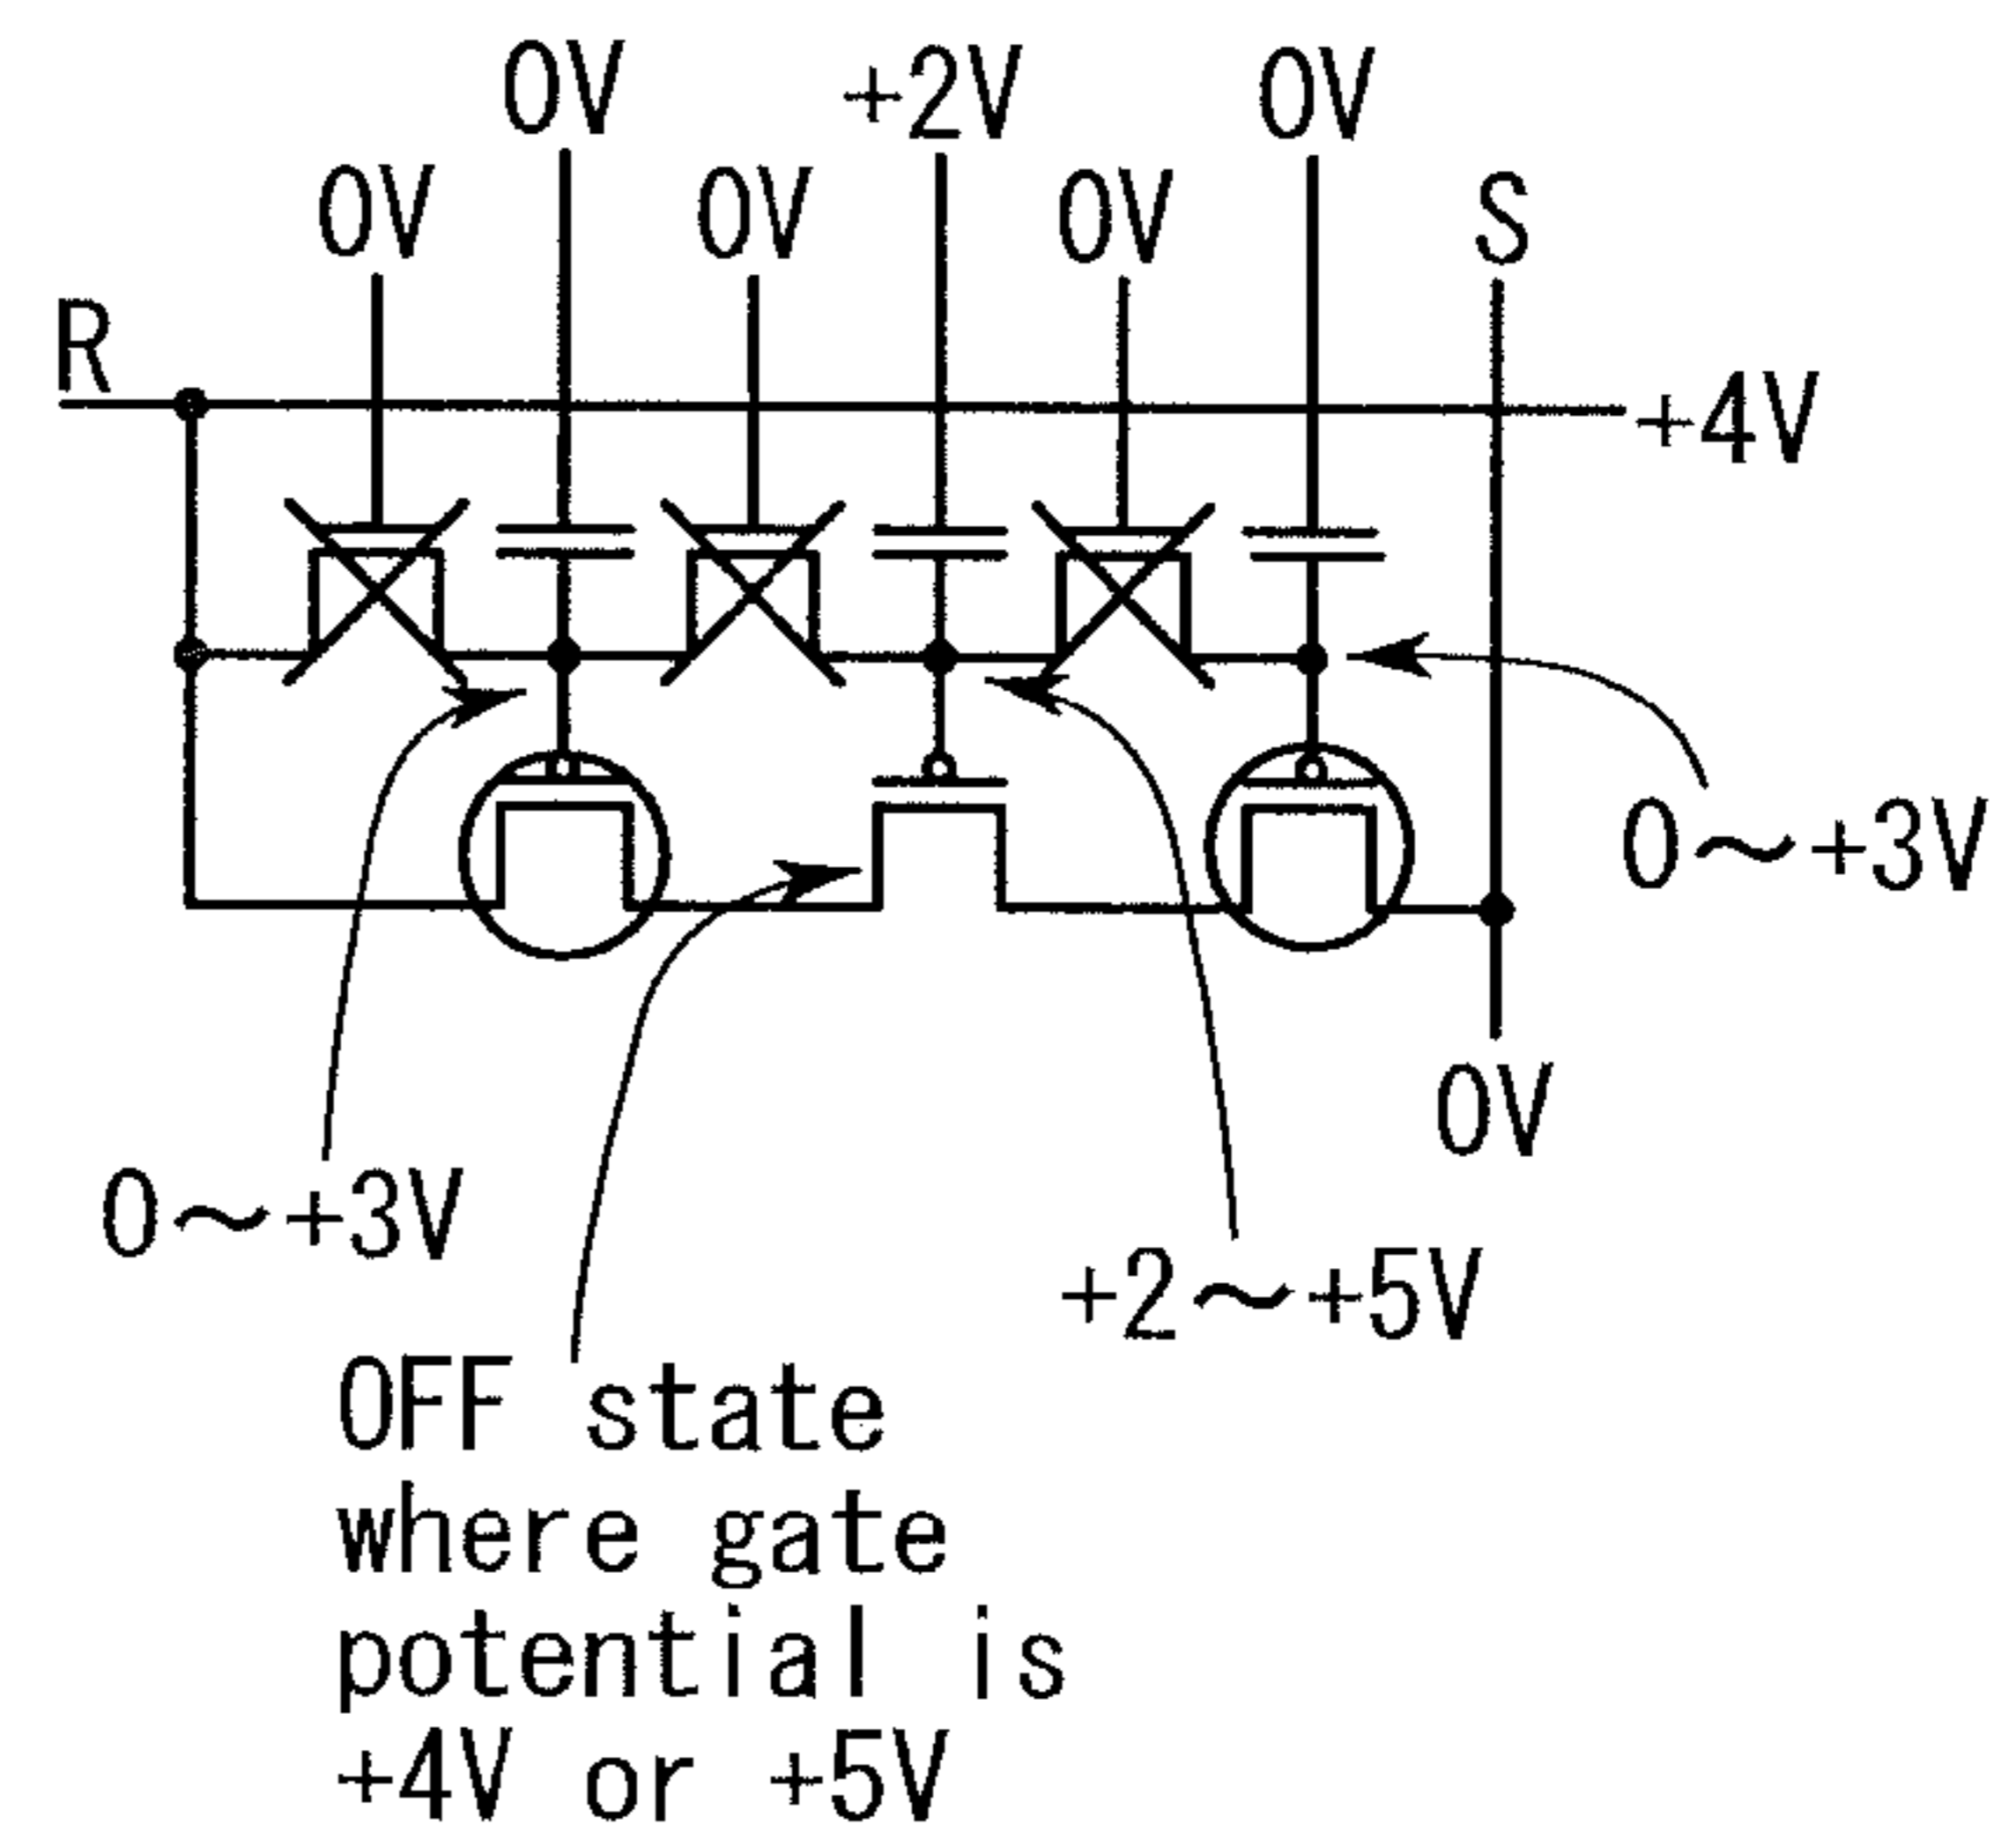 0V +2V 0V
0V 0V 0V S
R
+4V
0～+3V
0V
0～+3V
+2～+5V
OFF state
where gate
potential is
+4V or +5V